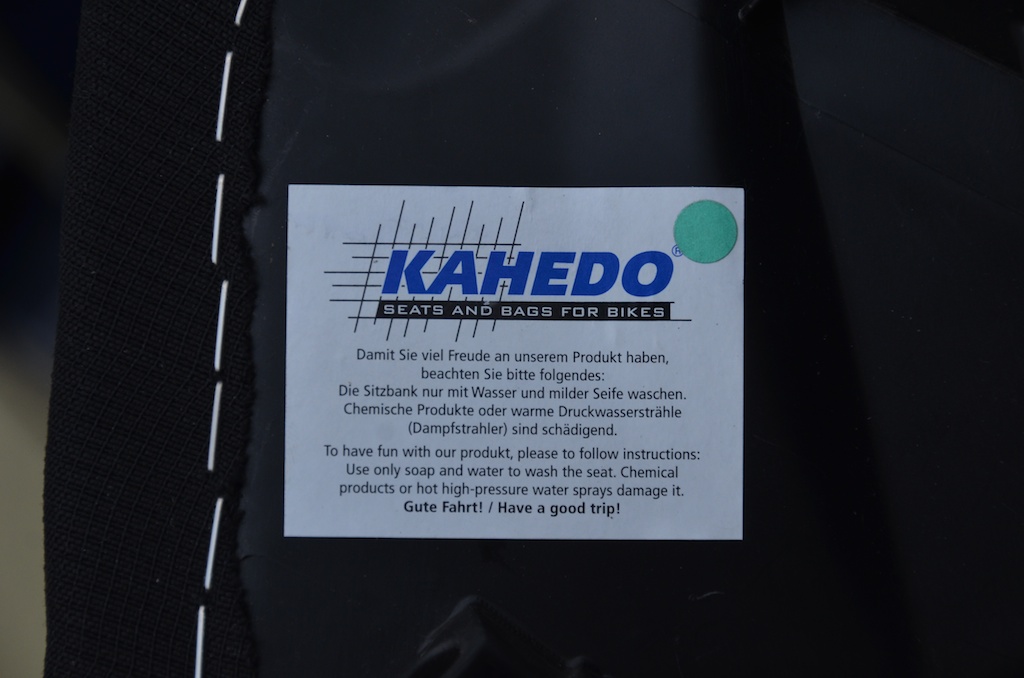 KAHEDO®
SEATS AND BAGS FOR BIKES
Damit Sie viel Freude an unserem Produkt haben,
beachten Sie bitte folgendes:
Die Sitzbank nur mit Wasser und milder Seife waschen.
Chemische Produkte oder warme Druckwassersträhle
(Dampfstrahler) sind schädigend.
To have fun with our produkt, please to follow instructions:
Use only soap and water to wash the seat. Chemical
products or hot high-pressure water sprays damage it.
Gute Fahrt! / Have a good trip!